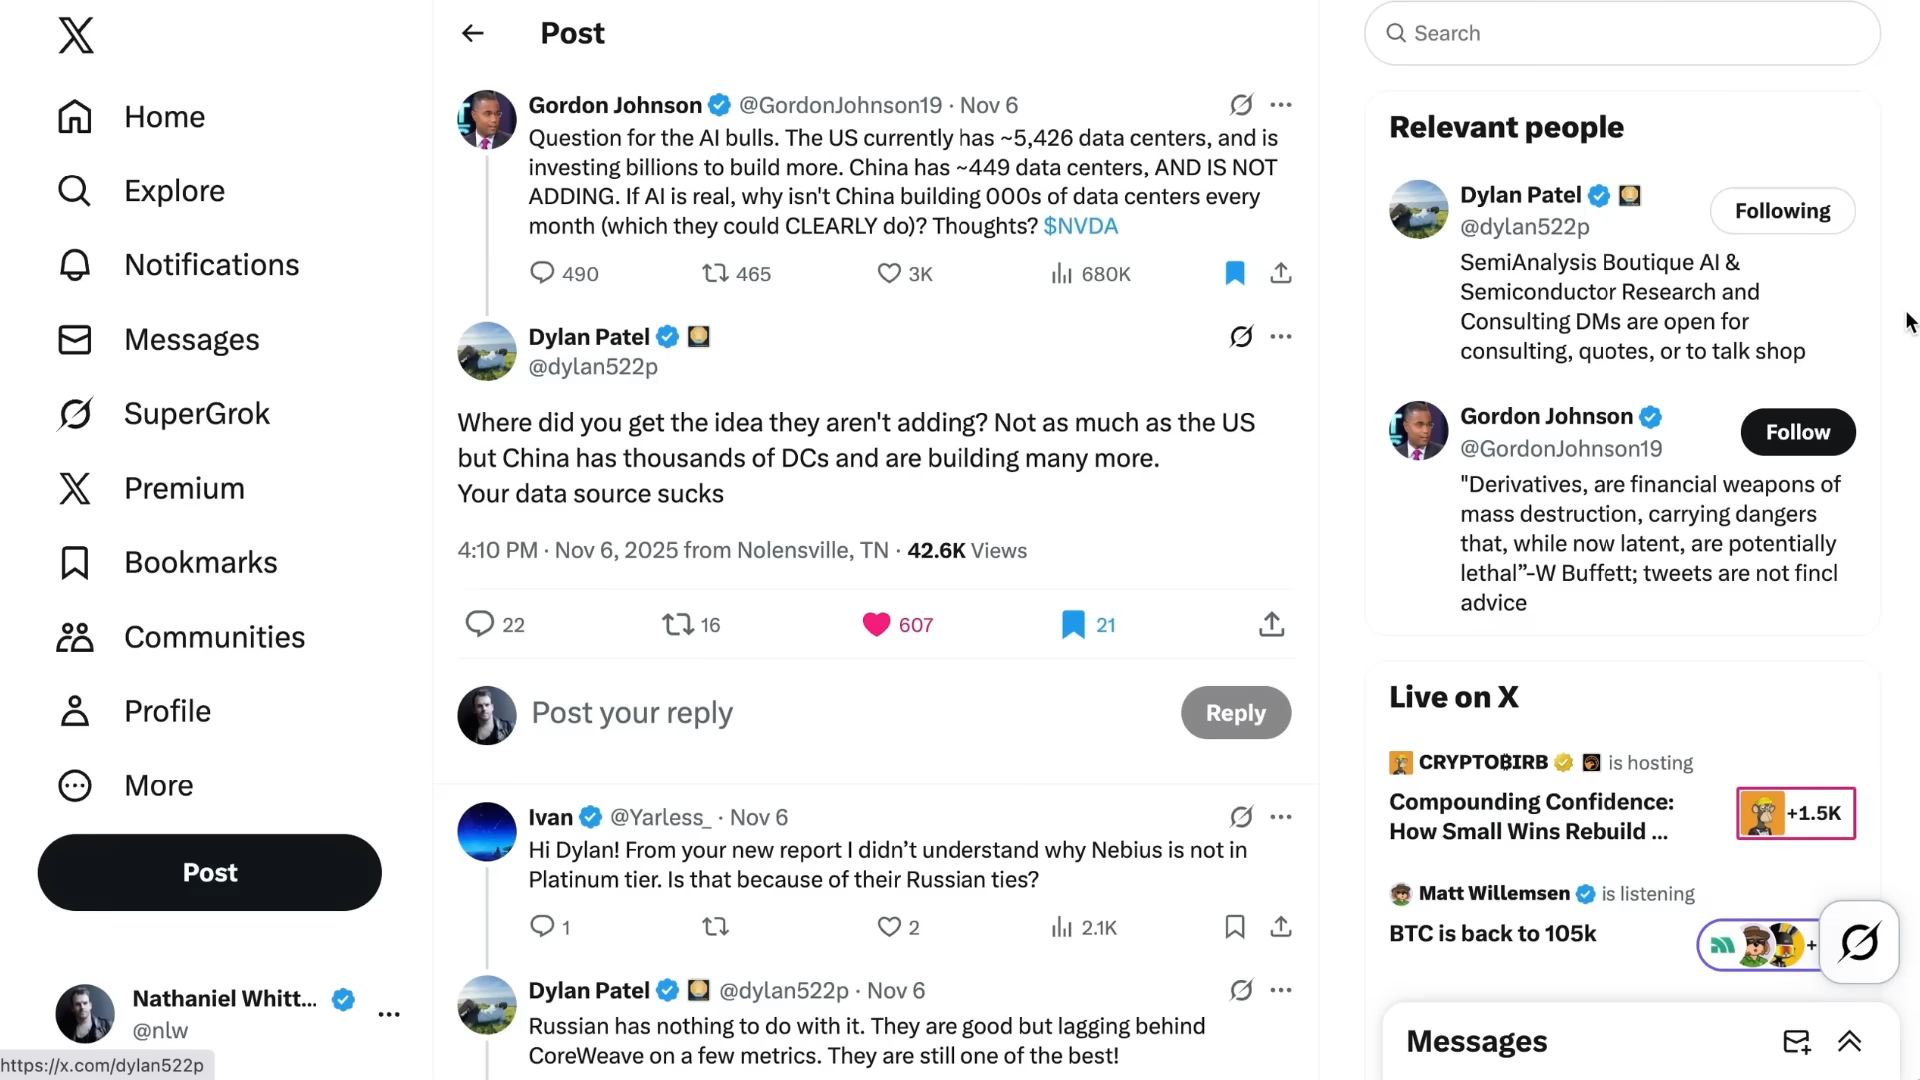 Home
Explore
Notifications
Messages
SuperGrok
Premium
Bookmarks
Communities
Profile
More
Post
Nathaniel Whitt...
@nlw
https://x.com/dylan522p
Post
Gordon Johnson @GordonJohnson19 · Nov 6
Question for the AI bulls. The US currently has ~5,426 data centers, and is
investing billions to build more. China has ~449 data centers, AND IS NOT
ADDING. If AI is real, why isn't China building 000s of data centers every
month (which they could CLEARLY do)? Thoughts? $NVDA
490 465 3K 680K
Dylan Patel
@dylan522p
Where did you get the idea they aren't adding? Not as much as the US
but China has thousands of DCs and are building many more.
Your data source sucks
4:10 PM · Nov 6, 2025 from Nolensville, TN · 42.6K Views
22 16 607 21
Post your reply
Reply
Ivan @Yarless_ · Nov 6
Hi Dylan! From your new report I didn’t understand why Nebius is not in
Platinum tier. Is that because of their Russian ties?
1 2 2.1K
Dylan Patel @dylan522p · Nov 6
Russian has nothing to do with it. They are good but lagging behind
CoreWeave on a few metrics. They are still one of the best!
Search
Relevant people
Dylan Patel
@dylan522p
Following
SemiAnalysis Boutique AI &
Semiconductor Research and
Consulting DMs are open for
consulting, quotes, or to talk shop
Gordon Johnson
@GordonJohnson19
Follow
"Derivatives, are financial weapons of
mass destruction, carrying dangers
that, while now latent, are potentially
lethal”-W Buffett; tweets are not fincl
advice
Live on X
CRYPTO₿IRB is hosting
Compounding Confidence:
How Small Wins Rebuild ...
+1.5K
Matt Willemsen is listening
BTC is back to 105k
+
Messages